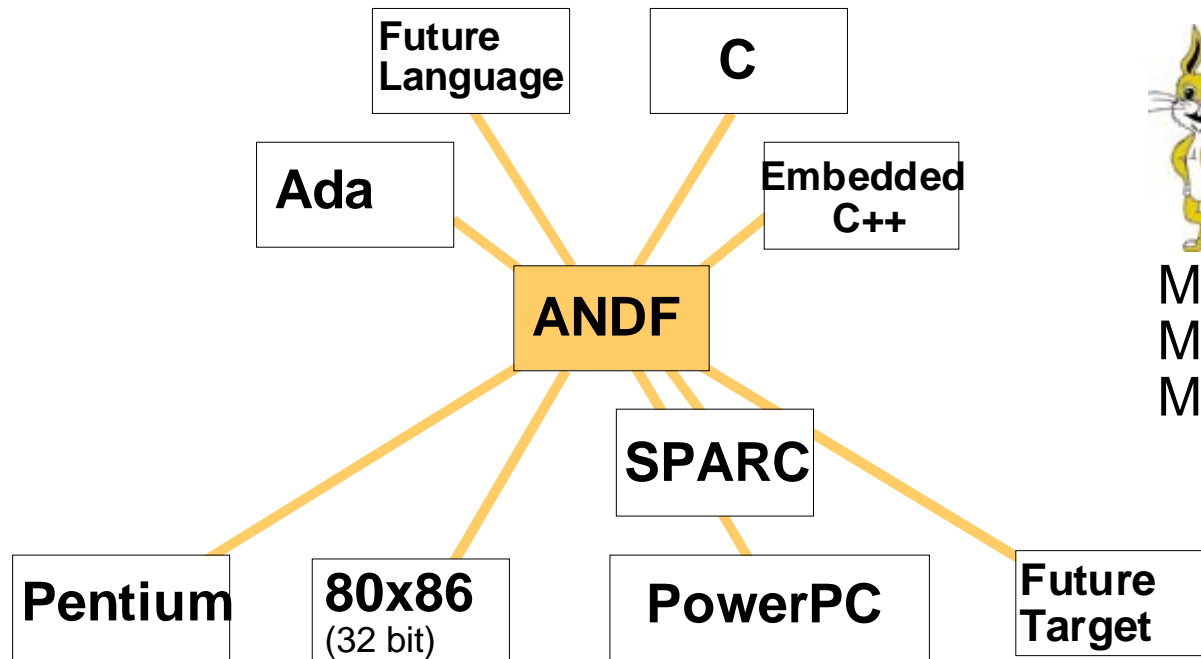 Future
Language
C
Ada
Embedded
C++
ANDF
M
M
M
SPARC
Pentium
80x86
(32 bit)
PowerPC
Future
Target